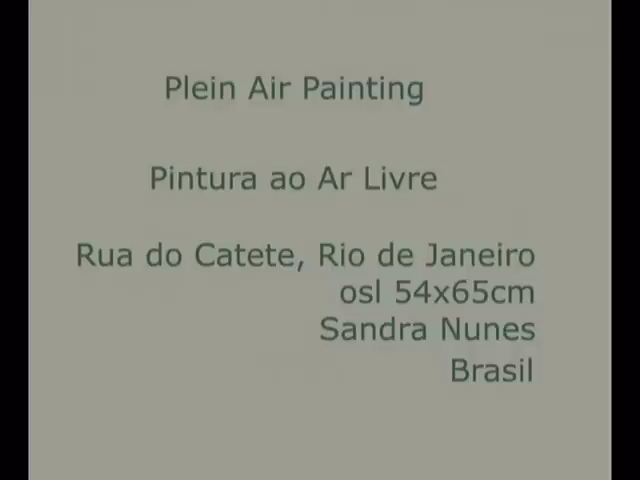 Plein Air Painting
Pintura ao Ar Livre
Rua do Catete, Rio de Janeiro
osl 54x65cm
Sandra Nunes
Brasil